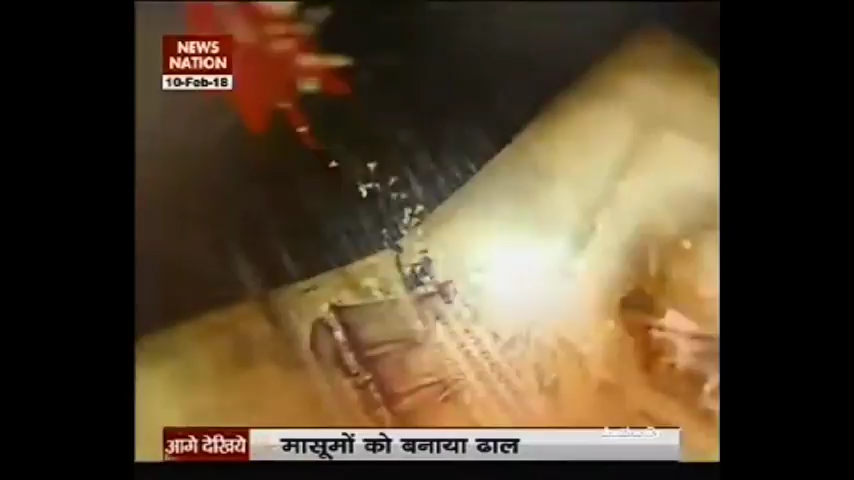 NEWS
NATION
10-Feb-18
आगे देखिये
मासूमों को बनाया ढाल